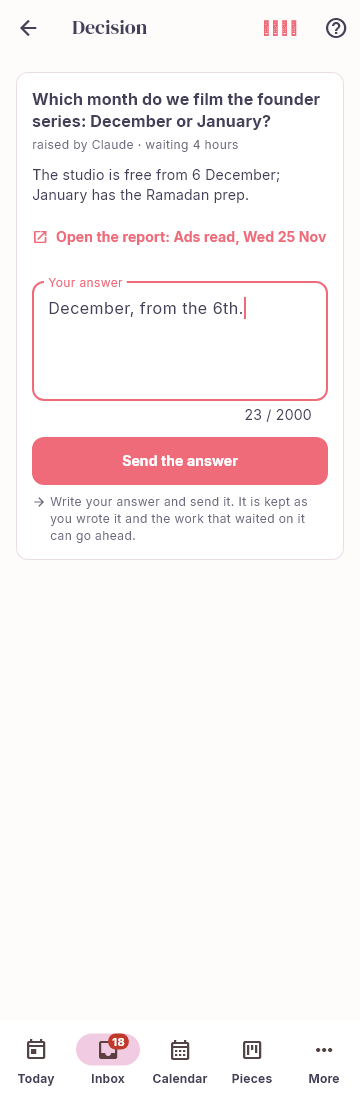 Decision
Which month do we film the founder
series: December or January?
raised by Claude · waiting 4 hours
The studio is free from 6 December;
January has the Ramadan prep.
Open the report: Ads read, Wed 25 Nov
Your answer
December, from the 6th.
23 / 2000
Send the answer
→ Write your answer and send it. It is kept as
you wrote it and the work that waited on it
can go ahead.
18
Today
Inbox
Calendar
Pieces
More